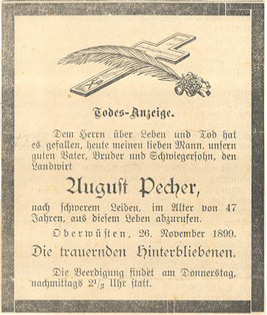 Todes-Anzeige.
Dem Herrn über Leben und Tod hat
es gefallen, heute meinen lieben Mann, unsern
guten Vater, Bruder und Schwiegersohn, den
Landwirt
August Pecher,
nach schwerem Leiden, im Alter von 47
Jahren, aus diesem Leben abzurufen.
Oberwüsten, 26. November 1899.
Die trauernden Hinterbliebenen.
Die Beerdigung findet am Donnerstag,
nachmittags 2½ Uhr statt.